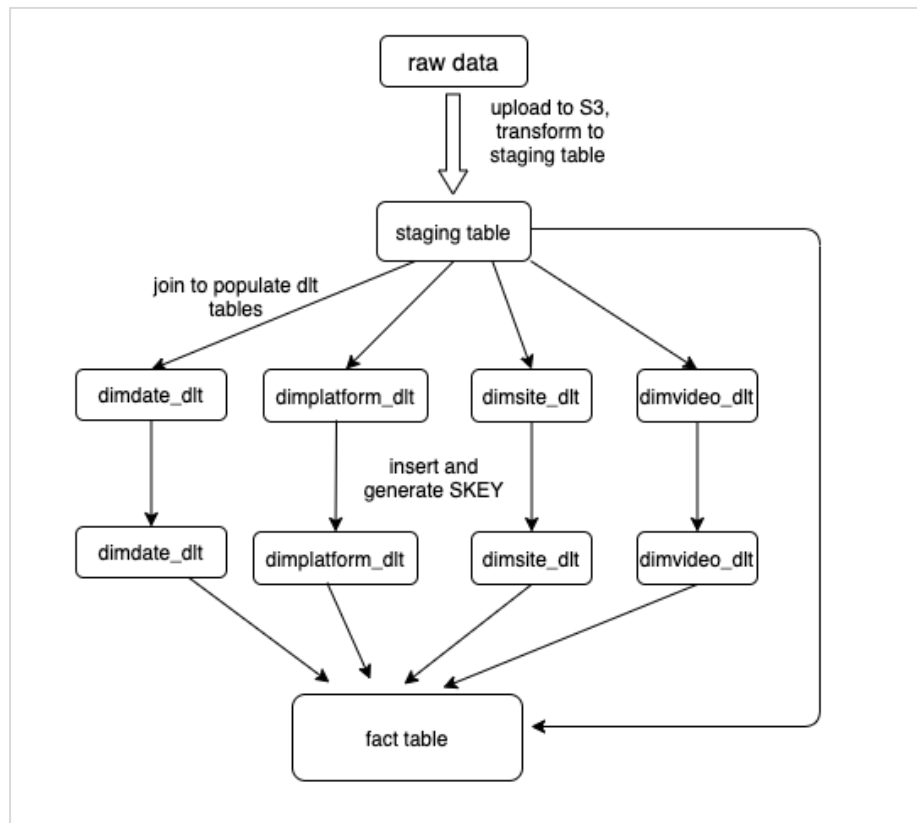 raw data
upload to S3,
transform to
staging table
staging table
join to populate dlt
tables
dimdate_dlt
dimplatform_dlt
dimsite_dlt
dimvideo_dlt
insert and
generate SKEY
dimdate_dlt
dimplatform_dlt
dimsite_dlt
dimvideo_dlt
fact table